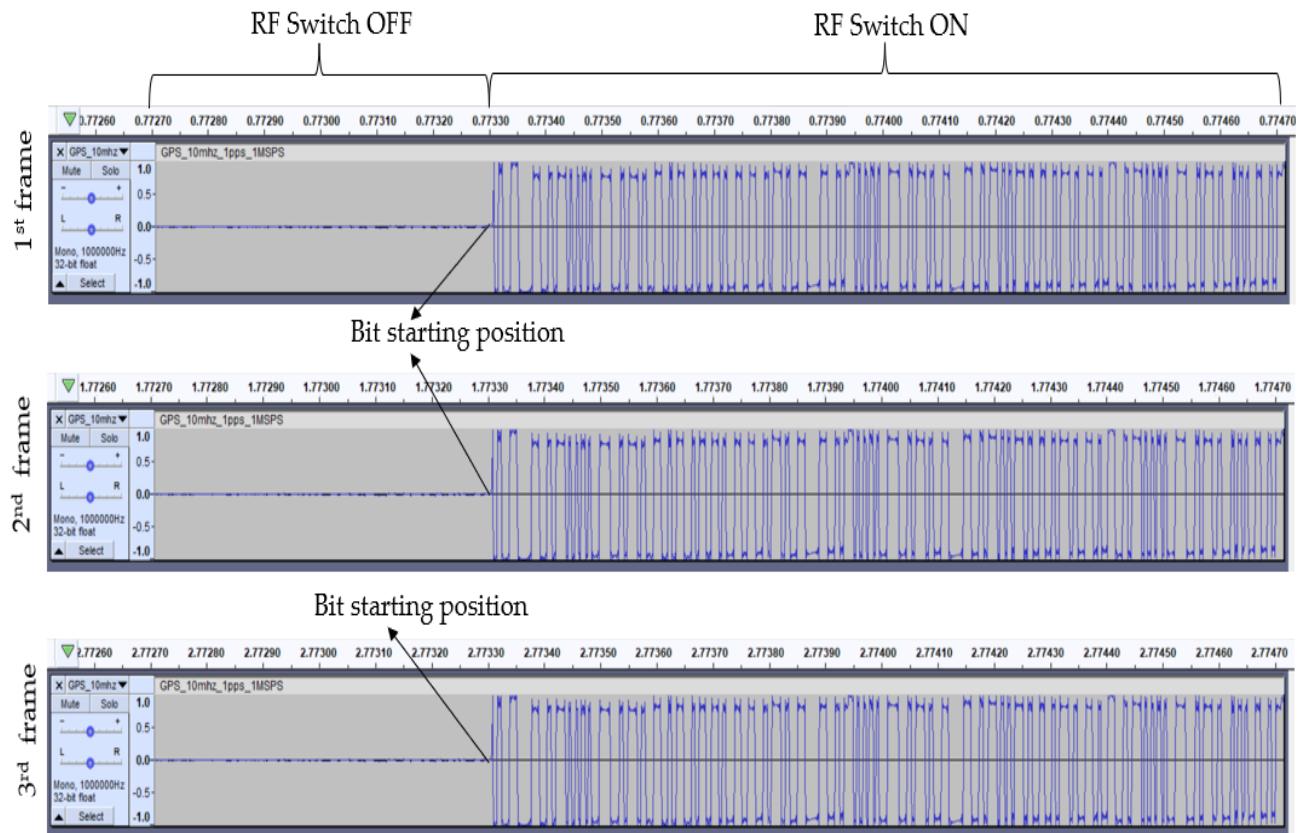 RF Switch OFF RF Switch ON
0.77260 0.77270 0.77280 0.77290 0.77300 0.77310 0.77320 0.77330 0.77340 0.77350 0.77360 0.77370 0.77380 0.77390 0.77400 0.77410 0.77420 0.77430 0.77440 0.77450 0.77460 0.77470
X GPS_10mhz GPS_10mhz_1pps_1MSPS
Mute Solo
- +
L R
Mono, 1000000Hz
32-bit float
Select
1.0
0.5
0.0
-0.5
-1.0
1st frame
Bit starting position
1.77260 1.77270 1.77280 1.77290 1.77300 1.77310 1.77320 1.77330 1.77340 1.77350 1.77360 1.77370 1.77380 1.77390 1.77400 1.77410 1.77420 1.77430 1.77440 1.77450 1.77460 1.77470
X GPS_10mhz GPS_10mhz_1pps_1MSPS
Mute Solo
- +
L R
Mono, 1000000Hz
32-bit float
Select
1.0
0.5
0.0
-0.5
-1.0
2nd frame
Bit starting position
2.77260 2.77270 2.77280 2.77290 2.77300 2.77310 2.77320 2.77330 2.77340 2.77350 2.77360 2.77370 2.77380 2.77390 2.77400 2.77410 2.77420 2.77430 2.77440 2.77450 2.77460 2.77470
X GPS_10mhz GPS_10mhz_1pps_1MSPS
Mute Solo
- +
L R
Mono, 1000000Hz
32-bit float
Select
1.0
0.5
0.0
-0.5
-1.0
3rd frame